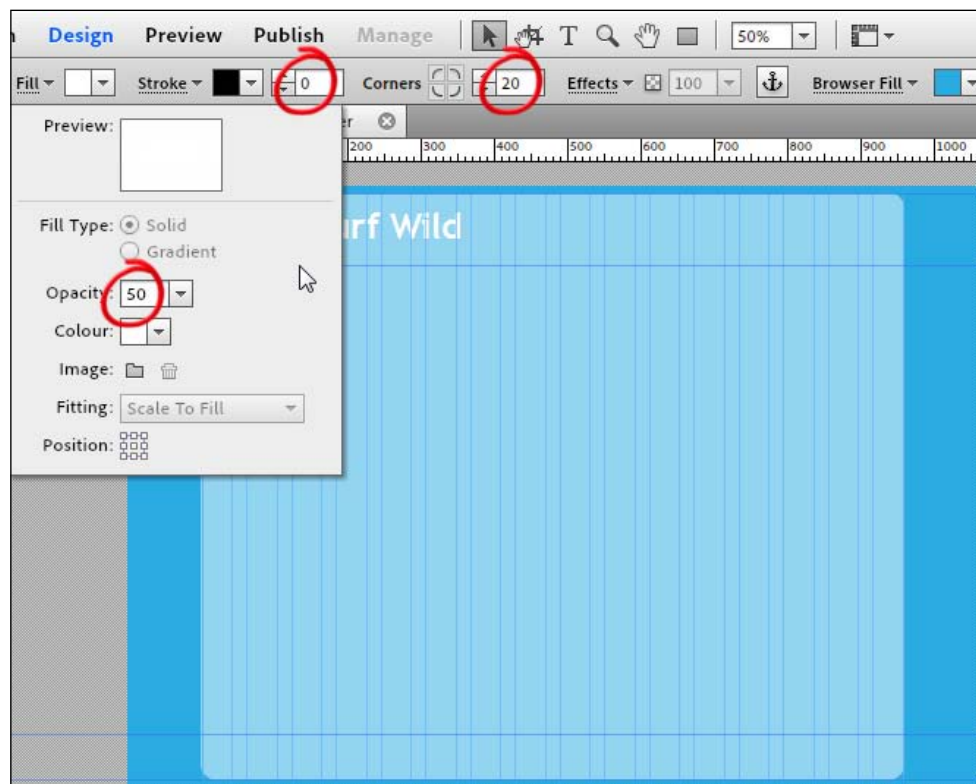 Design Preview Publish Manage T 50%
Fill Stroke 0 Corners 20 Effects 100 Browser Fill
Preview:
200 300 400 500 600 700 800 900 1000
Fill Type: Solid
Gradient
Wild
Opacity: 50
Colour:
Image:
Fitting: Scale To Fill
Position: